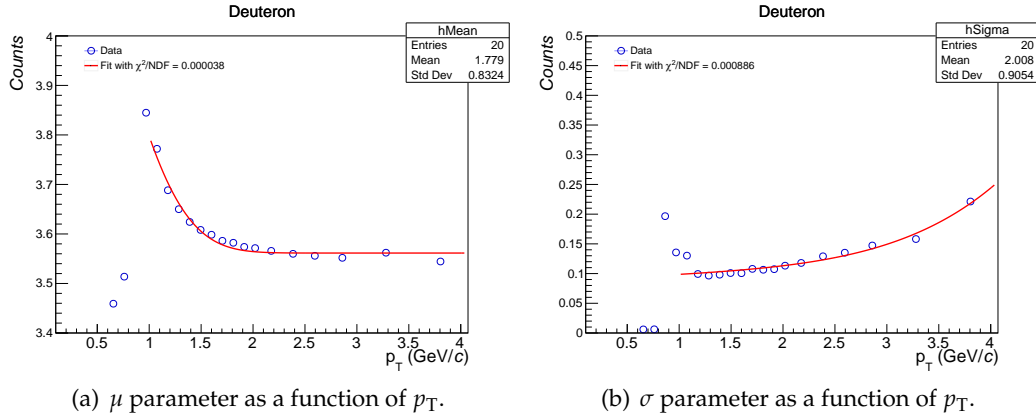 Deuteron
hMean
Entries 20
Mean 1.779
Std Dev 0.8324
Data
Fit with χ²/NDF = 0.000038
Counts
4
3.9
3.8
3.7
3.6
3.5
3.4
0.5 1 1.5 2 2.5 3 3.5 4
p_T (GeV/c)
(a) μ parameter as a function of p_T.
Deuteron
hSigma
Entries 20
Mean 2.008
Std Dev 0.9054
Data
Fit with χ²/NDF = 0.000886
Counts
0.5
0.45
0.4
0.35
0.3
0.25
0.2
0.15
0.1
0.05
0
0.5 1 1.5 2 2.5 3 3.5 4
p_T (GeV/c)
(b) σ parameter as a function of p_T.